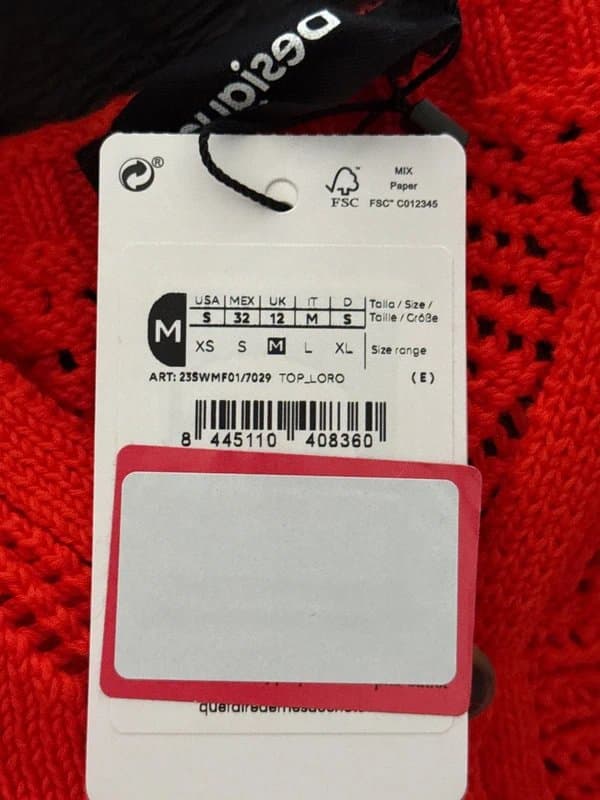 Desigual
MIX
Paper
FSC™ C012345
FSC
USA MEX UK IT D Talla / Size /
S 32 12 M S Taille / Größe
M
XS S M L XL Size range
ART: 23SWMF01/7029 TOP_LORO (E)
8 445110 408360
quefairedemesdechets